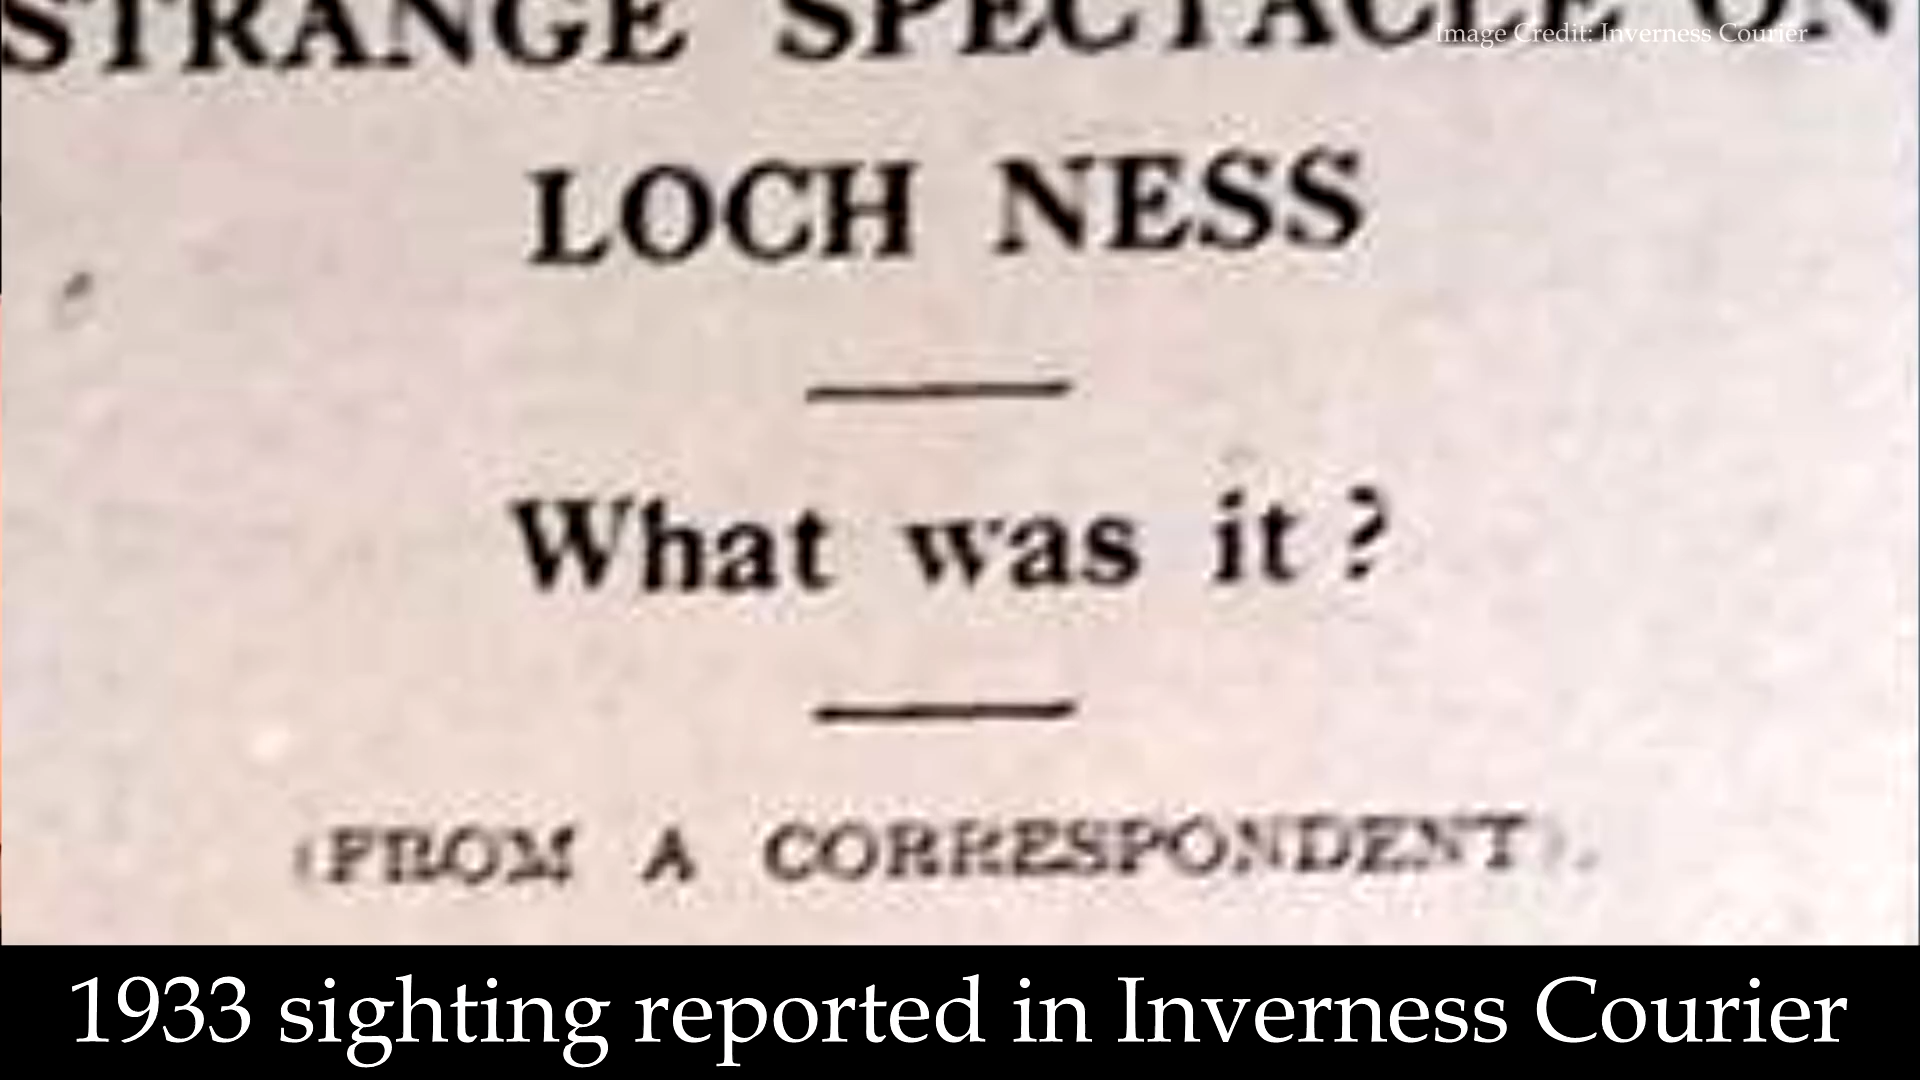 STRANGE SPECTACLE ON
Image Credit: Inverness Courier
LOCH NESS
What was it?
(FROM A CORRESPONDENT).
1933 sighting reported in Inverness Courier